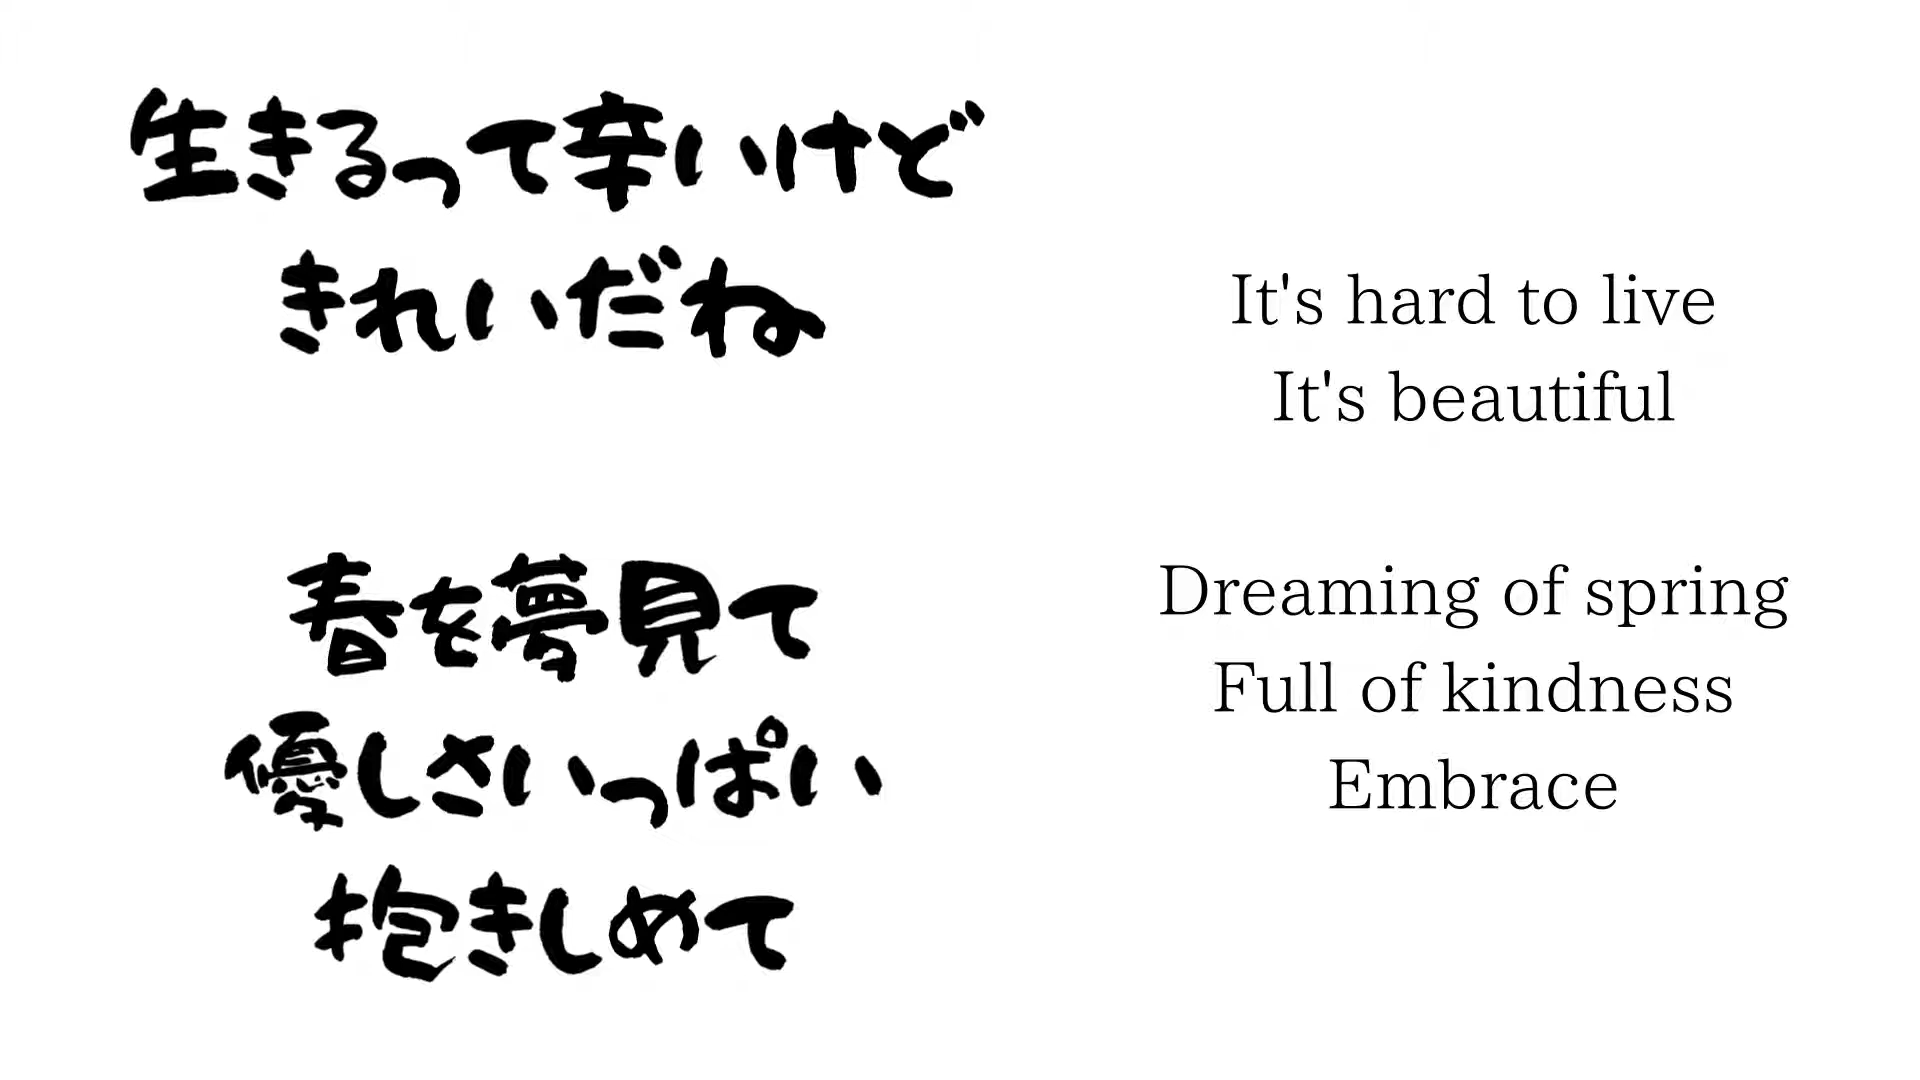 生きるって辛いけど
きれいだね
春を夢見て
優しさいっぱい
抱きしめて
It's hard to live
It's beautiful
Dreaming of spring
Full of kindness
Embrace